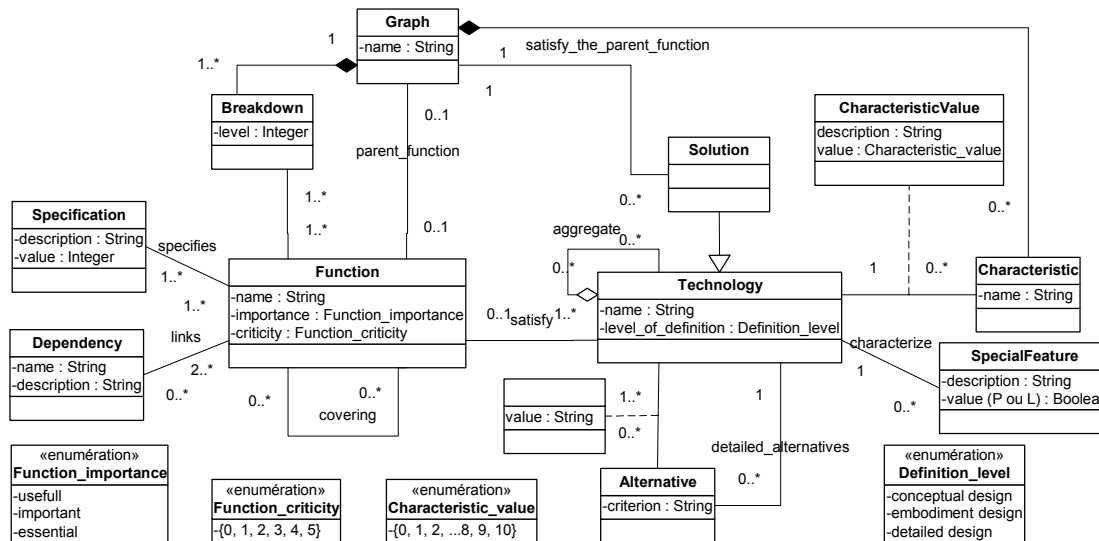 Graph
-name : String
1
1..*
satisfy_the_parent_function
1
1
1
Breakdown
-level : Integer
0..1
parent_function
CharacteristicValue
description : String
value : Characteristic_value
Solution
1..*
1..*
0..1
0..*
0..*
Specification
-description : String
-value : Integer
specifies
1..*
1..*
aggregate
0..*
0..*
Function
-name : String
-importance : Function_importance
-criticity : Function_criticity
0..1
satisfy
1..*
Technology
-name : String
-level_of_definition : Definition_level
1
0..*
Characteristic
-name : String
Dependency
-name : String
-description : String
links
2..*
0..*
0..*
0..*
covering
characterize
1
0..*
SpecialFeature
-description : String
-value (P ou L) : Boolea
value : String
1..*
0..*
1
detailed_alternatives
0..*
Alternative
-criterion : String
«enumération»
Function_importance
-usefull
-important
-essential
«enumération»
Function_criticity
-{0, 1, 2, 3, 4, 5}
«enumération»
Characteristic_value
-{0, 1, 2, ...8, 9, 10}
«enumération»
Definition_level
-conceptual design
-embodiment design
-detailed design